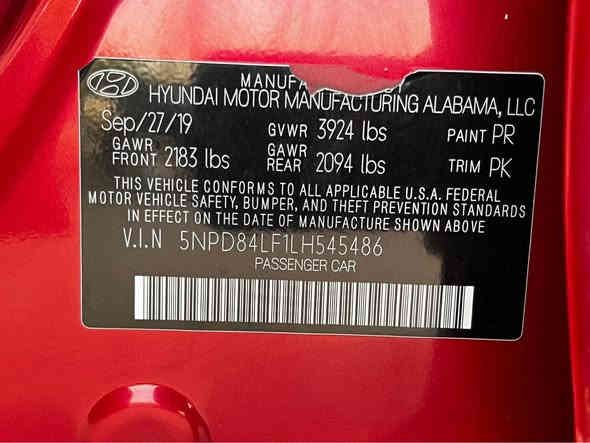 MANUFACTURED BY
HYUNDAI MOTOR MANUFACTURING ALABAMA, LLC
Sep/27/19 GVWR 3924 lbs PAINT PR
GAWR FRONT 2183 lbs GAWR REAR 2094 lbs TRIM PK
THIS VEHICLE CONFORMS TO ALL APPLICABLE U.S.A. FEDERAL
MOTOR VEHICLE SAFETY, BUMPER, AND THEFT PREVENTION STANDARDS
IN EFFECT ON THE DATE OF MANUFACTURE SHOWN ABOVE
V.I.N 5NPD84LF1LH545486
PASSENGER CAR